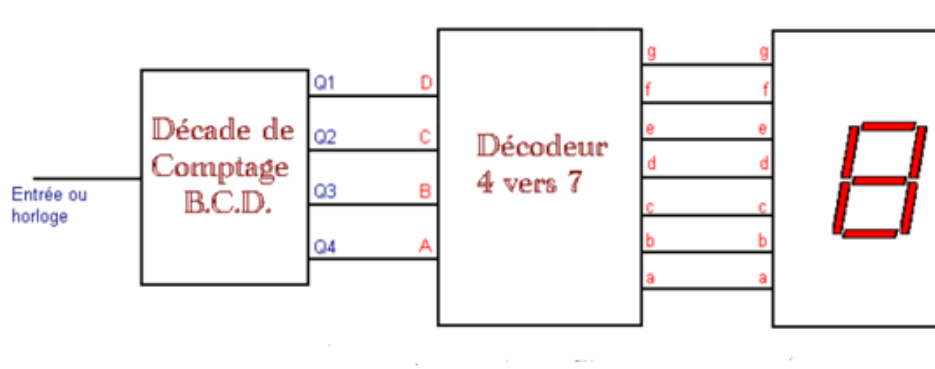 Entrée ou
horloge
Décade de
Comptage
B.C.D.
Q1
Q2
Q3
Q4
D
C
B
A
Décodeur
4 vers 7
g
f
e
d
c
b
a
g
f
e
d
c
b
a